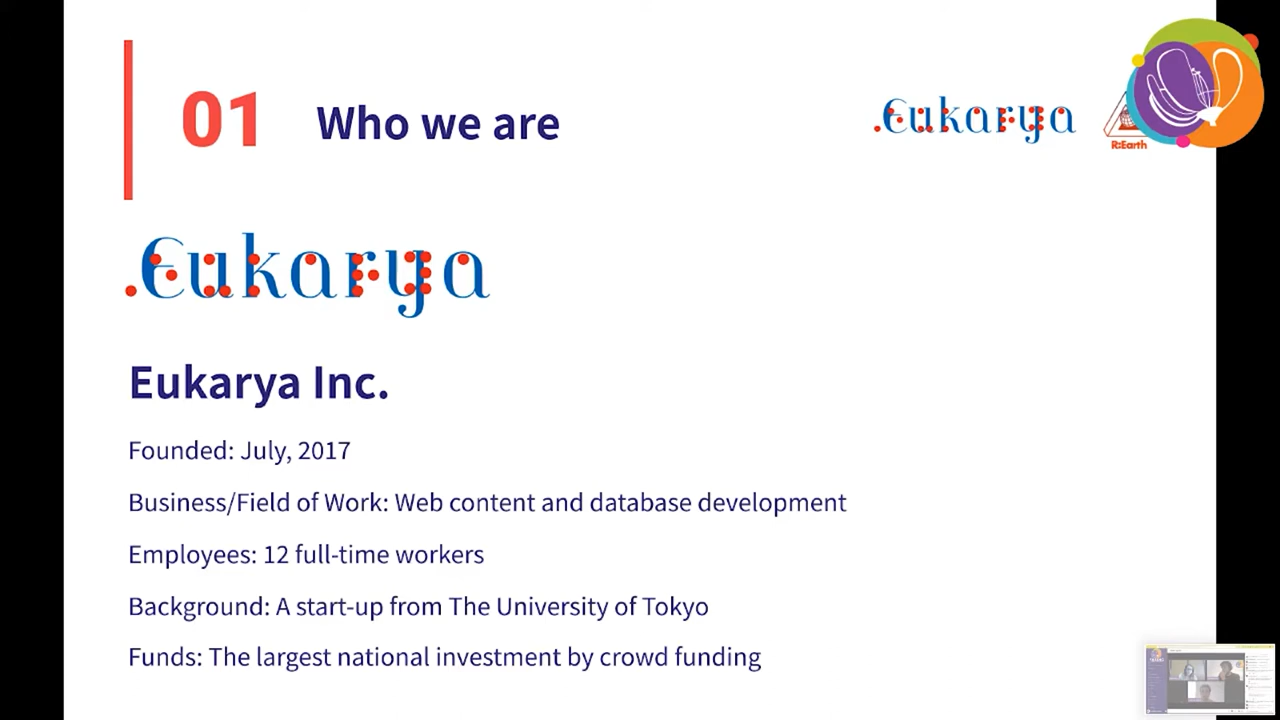 01 Who we are
Eukarya
R:Earth
Eukarya
Eukarya Inc.
Founded: July, 2017
Business/Field of Work: Web content and database development
Employees: 12 full-time workers
Background: A start-up from The University of Tokyo
Funds: The largest national investment by crowd funding